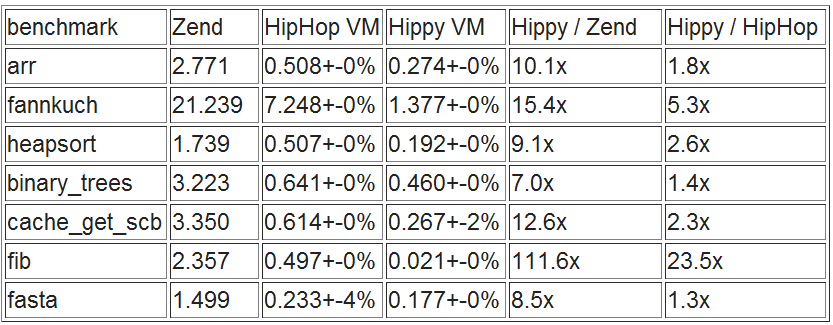 benchmark Zend HipHop VM Hippy VM Hippy / Zend Hippy / HipHop
arr 2.771 0.508+-0% 0.274+-0% 10.1x 1.8x
fannkuch 21.239 7.248+-0% 1.377+-0% 15.4x 5.3x
heapsort 1.739 0.507+-0% 0.192+-0% 9.1x 2.6x
binary_trees 3.223 0.641+-0% 0.460+-0% 7.0x 1.4x
cache_get_scb 3.350 0.614+-0% 0.267+-2% 12.6x 2.3x
fib 2.357 0.497+-0% 0.021+-0% 111.6x 23.5x
fasta 1.499 0.233+-4% 0.177+-0% 8.5x 1.3x